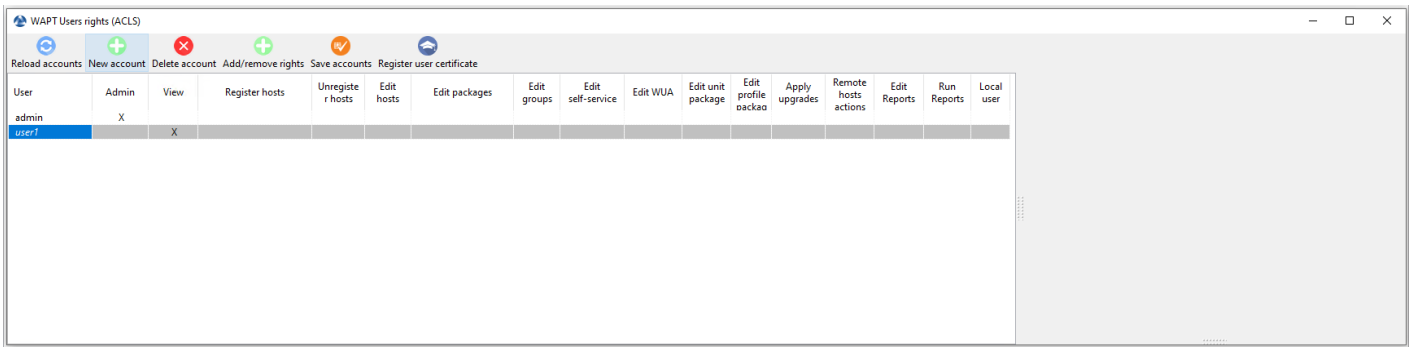 WAPT Users rights (ACLS)
Reload accounts New account Delete account Add/remove rights Save accounts Register user certificate
User Admin View Register hosts Unregiste r hosts Edit hosts Edit packages Edit groups Edit self-service Edit WUA Edit unit package Edit profile packag Apply upgrades Remote hosts actions Edit Reports Run Reports Local user
admin X
user1 X